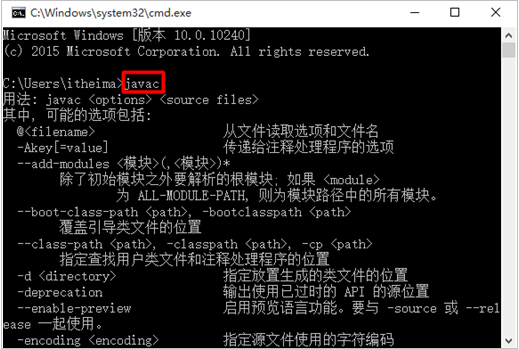 C:\Windows\system32\cmd.exe
Microsoft Windows [版本 10.0.10240]
(c) 2015 Microsoft Corporation. All rights reserved.
C:\Users\itheima>javac
用法: javac <options> <source files>
其中, 可能的选项包括:
@<filename> 从文件读取选项和文件名
-Akey[=value] 传递给注释处理程序的选项
--add-modules <模块>(,<模块>)*
除了初始模块之外要解析的根模块; 如果 <module>
为 ALL-MODULE-PATH, 则为模块路径中的所有模块。
--boot-class-path <path>, -bootclasspath <path>
覆盖引导类文件的位置
--class-path <path>, -classpath <path>, -cp <path>
指定查找用户类文件和注释处理程序的位置
-d <directory> 指定放置生成的类文件的位置
-deprecation 输出使用已过时的 API 的源位置
--enable-preview 启用预览语言功能。要与 -source 或 --rel
ease 一起使用。
-encoding <encoding> 指定源文件使用的字符编码